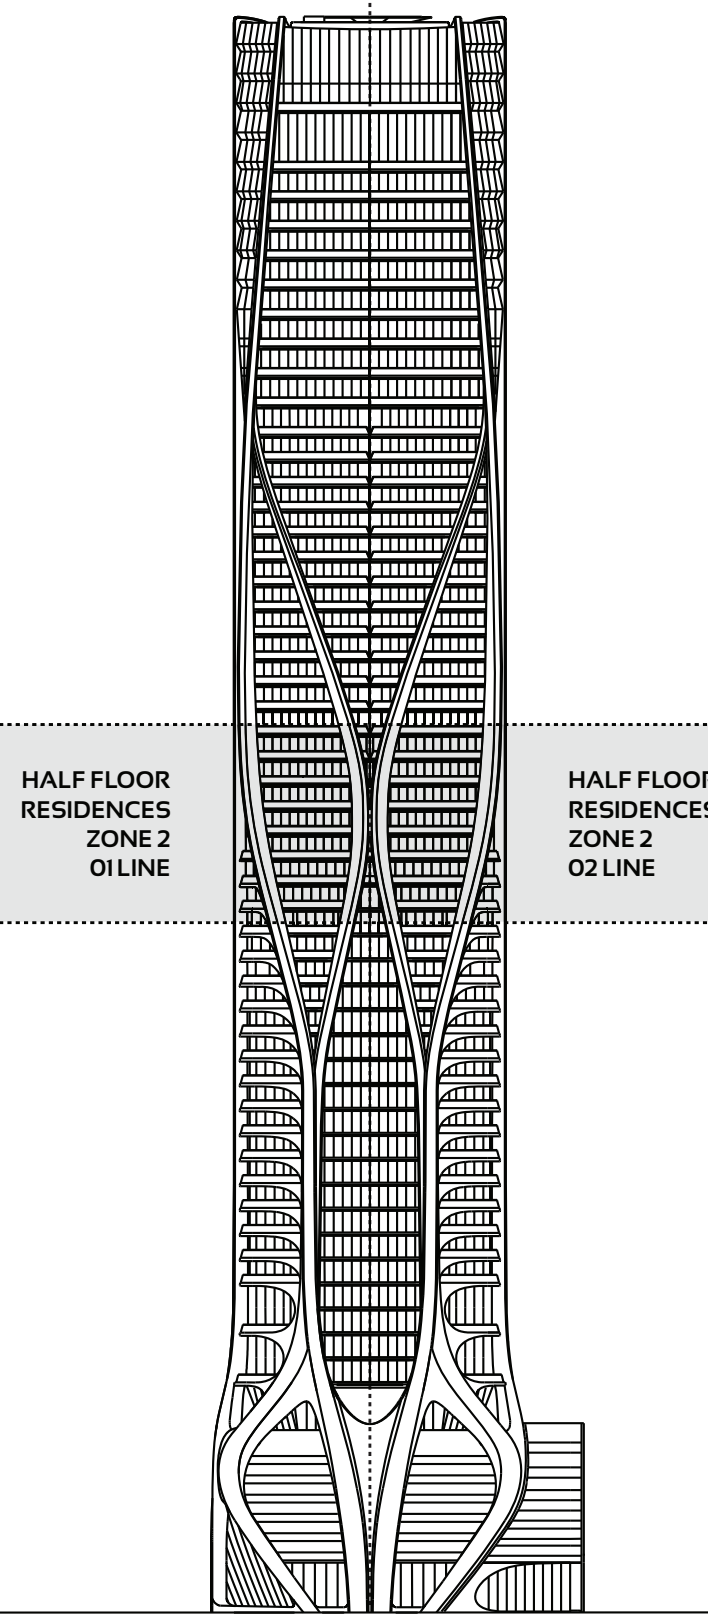 HALF FLOOR
RESIDENCES
ZONE 2
01 LINE
HALF FLOOR
RESIDENCES
ZONE 2
02 LINE